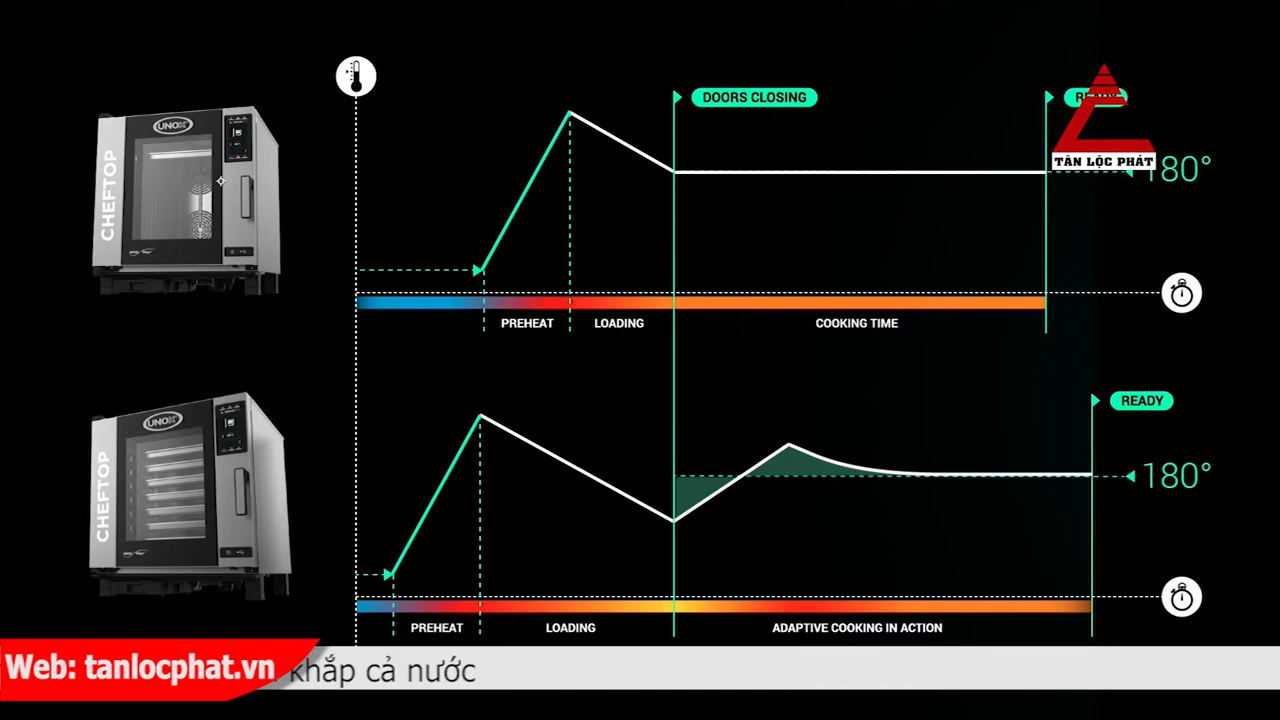 DOORS CLOSING
TÂN LỘC PHÁT
180°
UNOX
CHEFTOP
PREHEAT
LOADING
COOKING TIME
READY
180°
UNOX
CHEFTOP
PREHEAT
LOADING
ADAPTIVE COOKING IN ACTION
Web: tanlocphat.vn
khắp cả nước